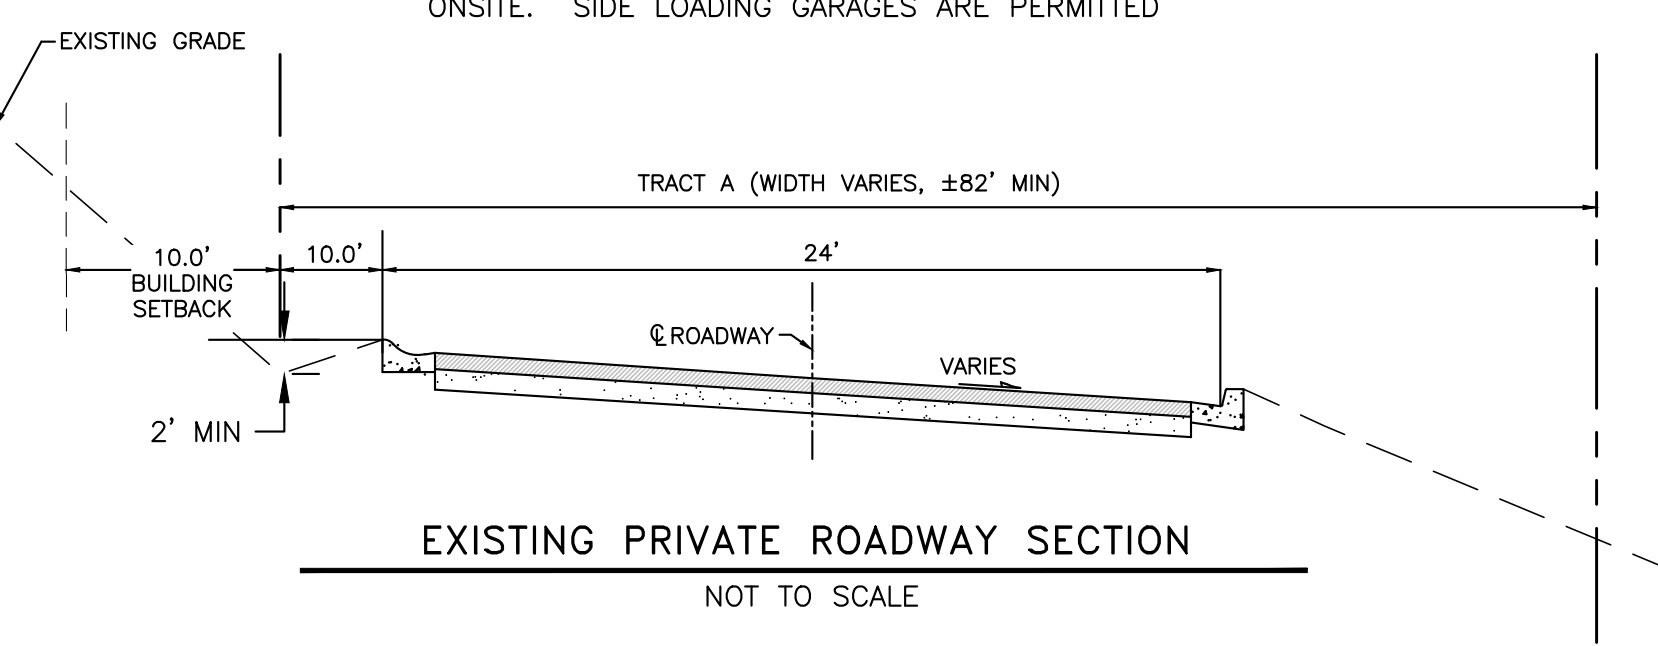 ONSITE. SIDE LOADING GARAGES ARE PERMITTED
EXISTING GRADE
TRACT A (WIDTH VARIES, ±82' MIN)
10.0'
BUILDING
SETBACK
10.0'
24'
℄ ROADWAY
VARIES
2' MIN
EXISTING PRIVATE ROADWAY SECTION
NOT TO SCALE